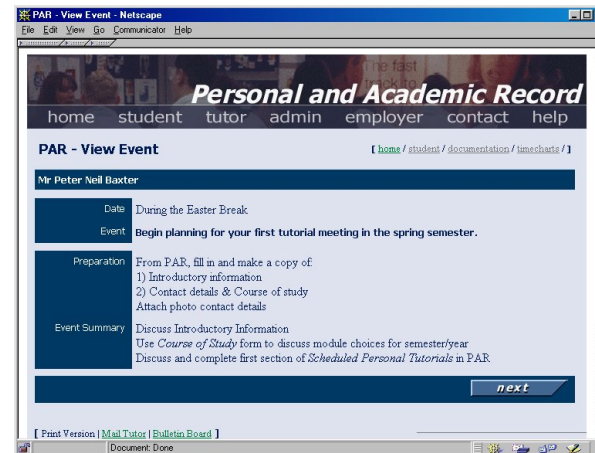 PAR - View Event - Netscape
File Edit View Go Communicator Help
The fast
track to
Personal and Academic Record
home student tutor admin employer contact help
PAR - View Event [ home / student / documentation / timecharts / ]
Mr Peter Neil Baxter
Date During the Easter Break
Event Begin planning for your first tutorial meeting in the spring semester.
Preparation From PAR, fill in and make a copy of:
1) Introductory information
2) Contact details & Course of study
Attach photo contact details
Event Summary Discuss Introductory Information
Use Course of Study form to discuss module choices for semester/year
Discuss and complete first section of Scheduled Personal Tutorials in PAR
next
[ Print Version | Mail Tutor | Bulletin Board ]
Document: Done